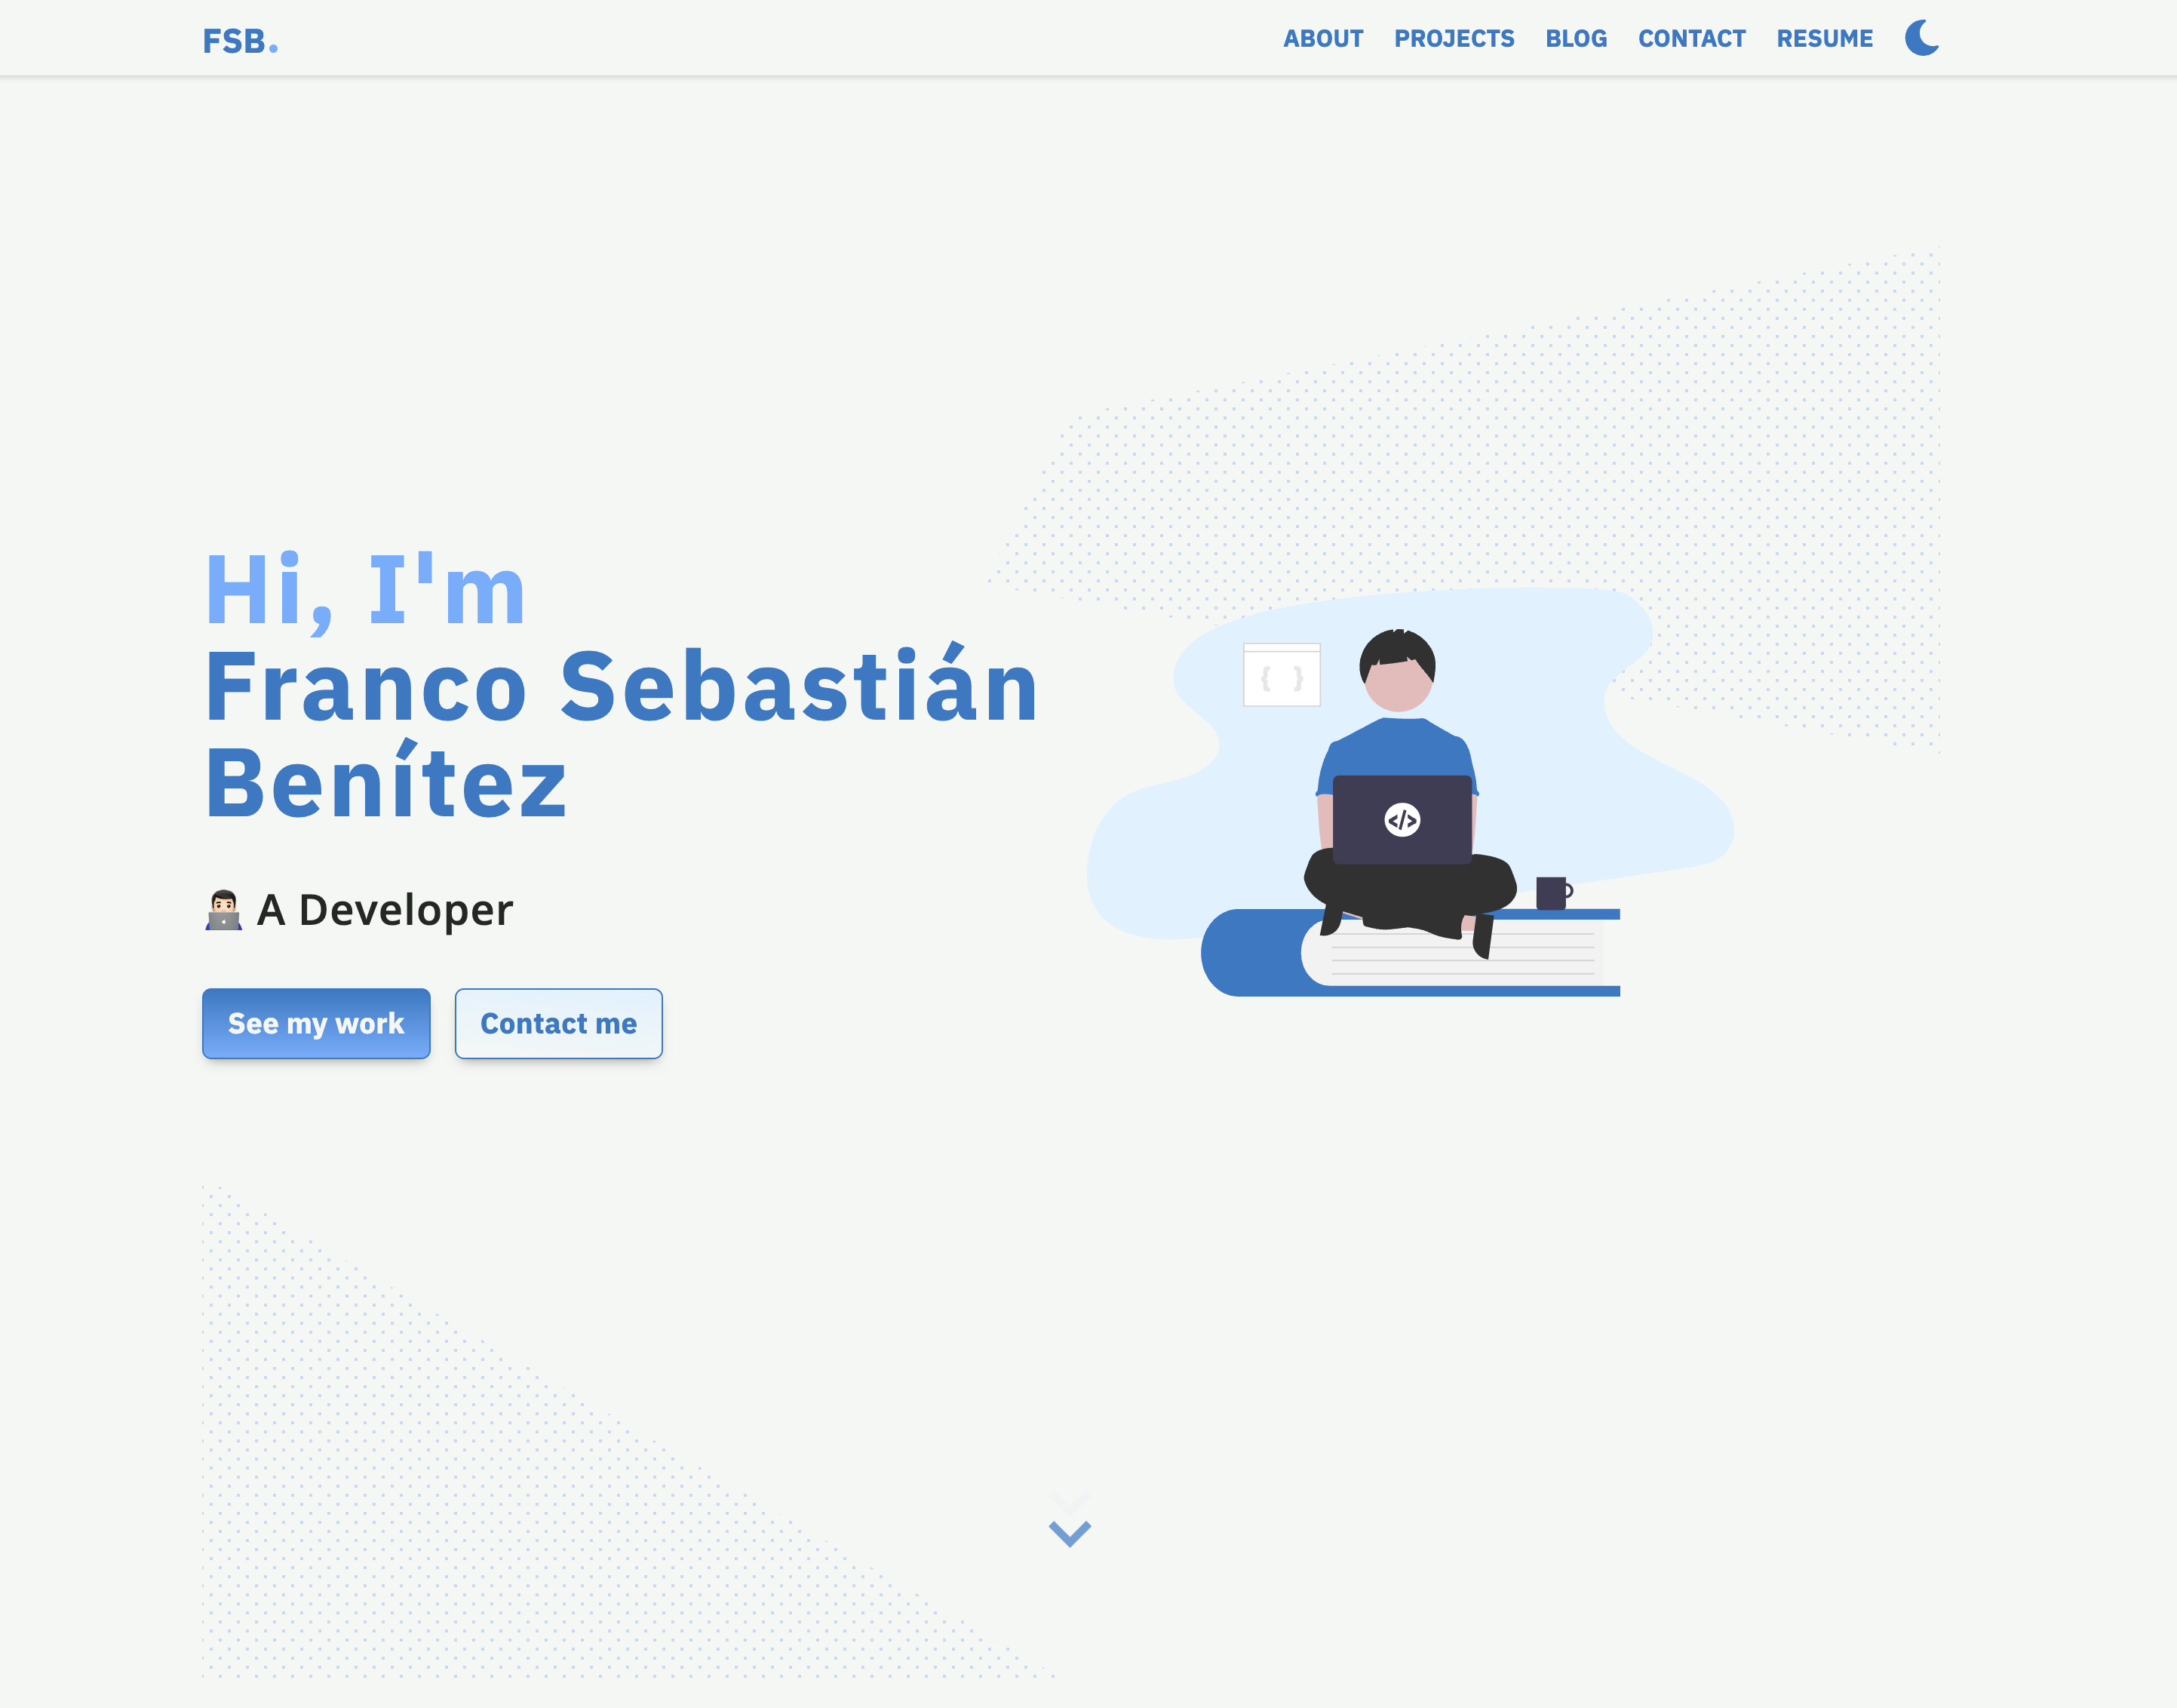 FSB.
ABOUT PROJECTS BLOG CONTACT RESUME
Hi, I'm
Franco Sebastián
Benítez
{ }
</>
👨🏻‍💻 A Developer
See my work
Contact me